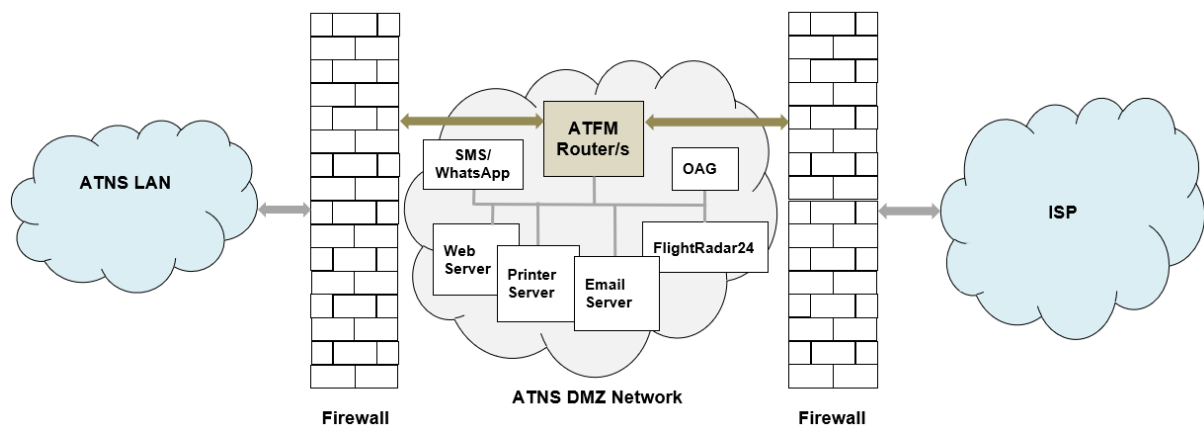 ATNS LAN
ATFM
Router/s
SMS/
WhatsApp
OAG
Web
Server
Printer
Server
Email
Server
FlightRadar24
ISP
ATNS DMZ Network
Firewall
Firewall